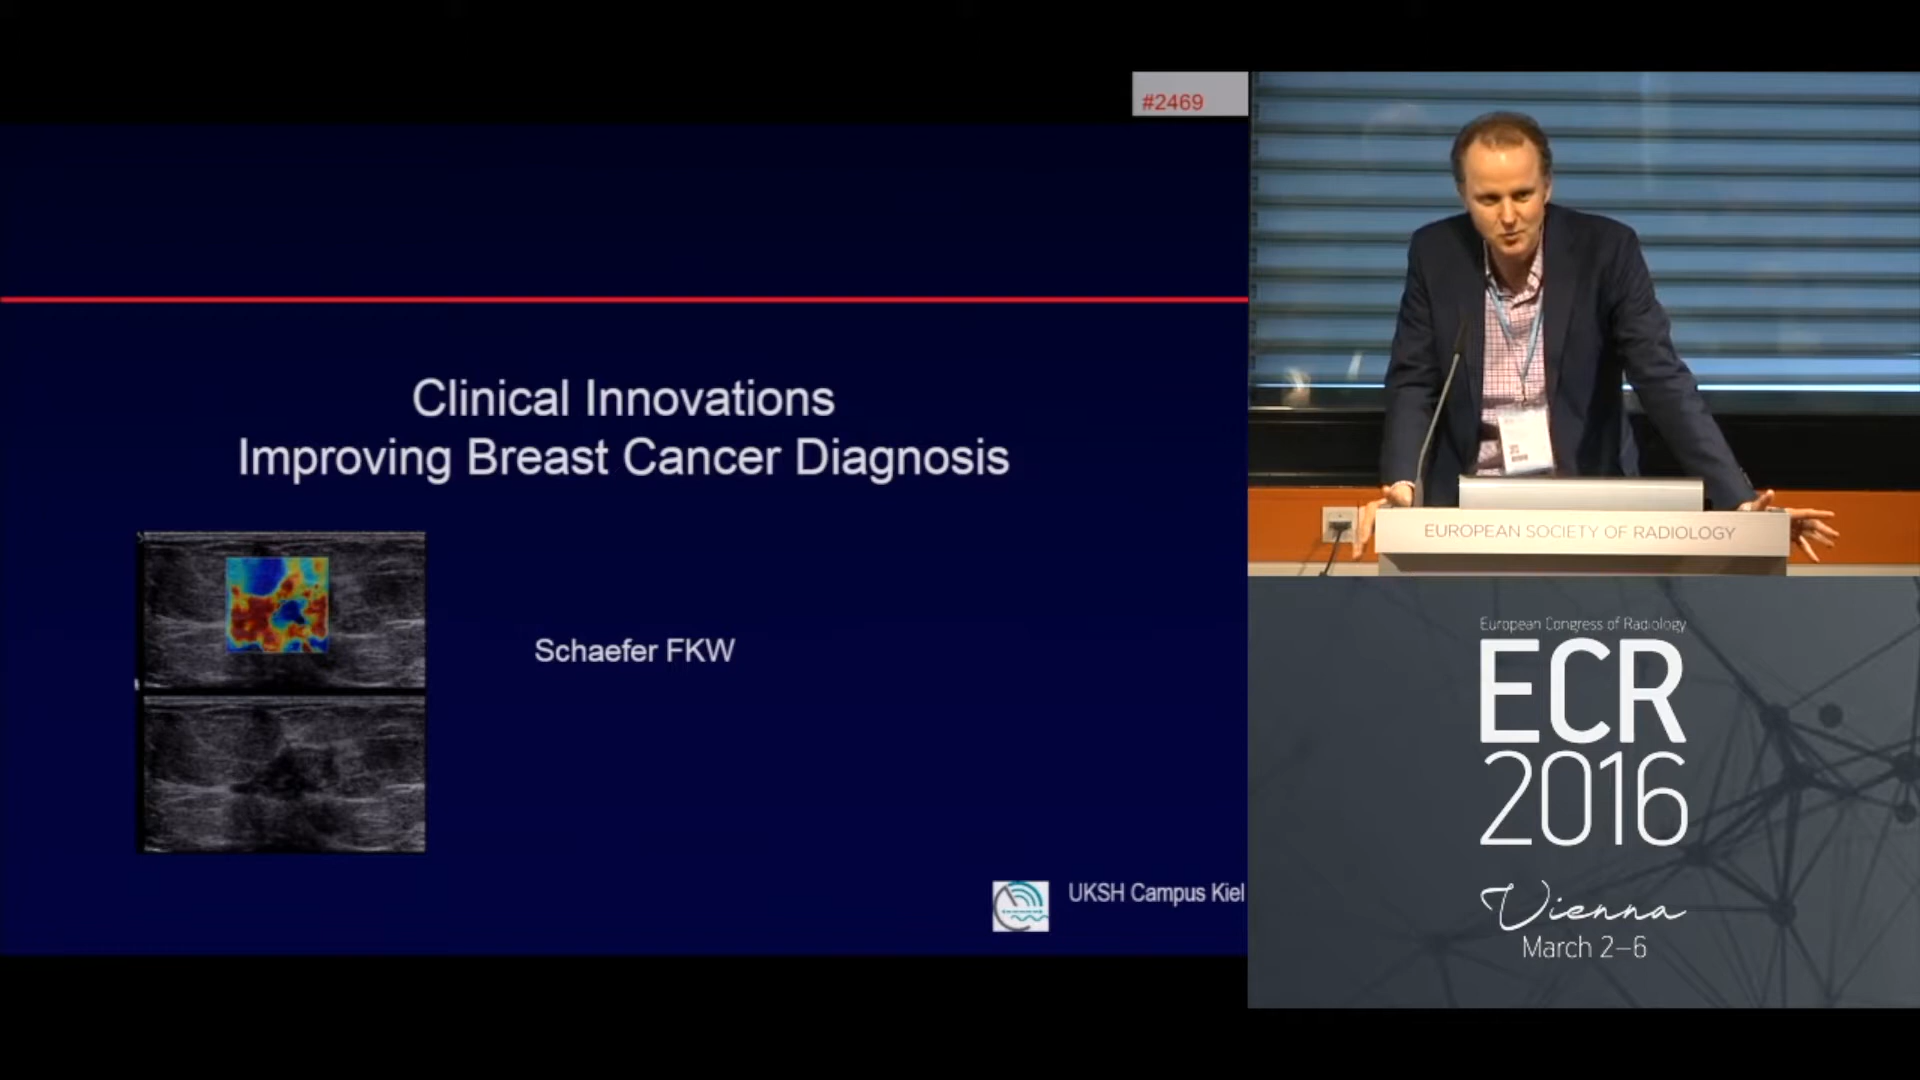 #2469
Clinical Innovations
Improving Breast Cancer Diagnosis
Schaefer FKW
UKSH Campus Kiel
EUROPEAN SOCIETY OF RADIOLOGY
European Congress of Radiology
ECR
2016
Vienna
March 2–6